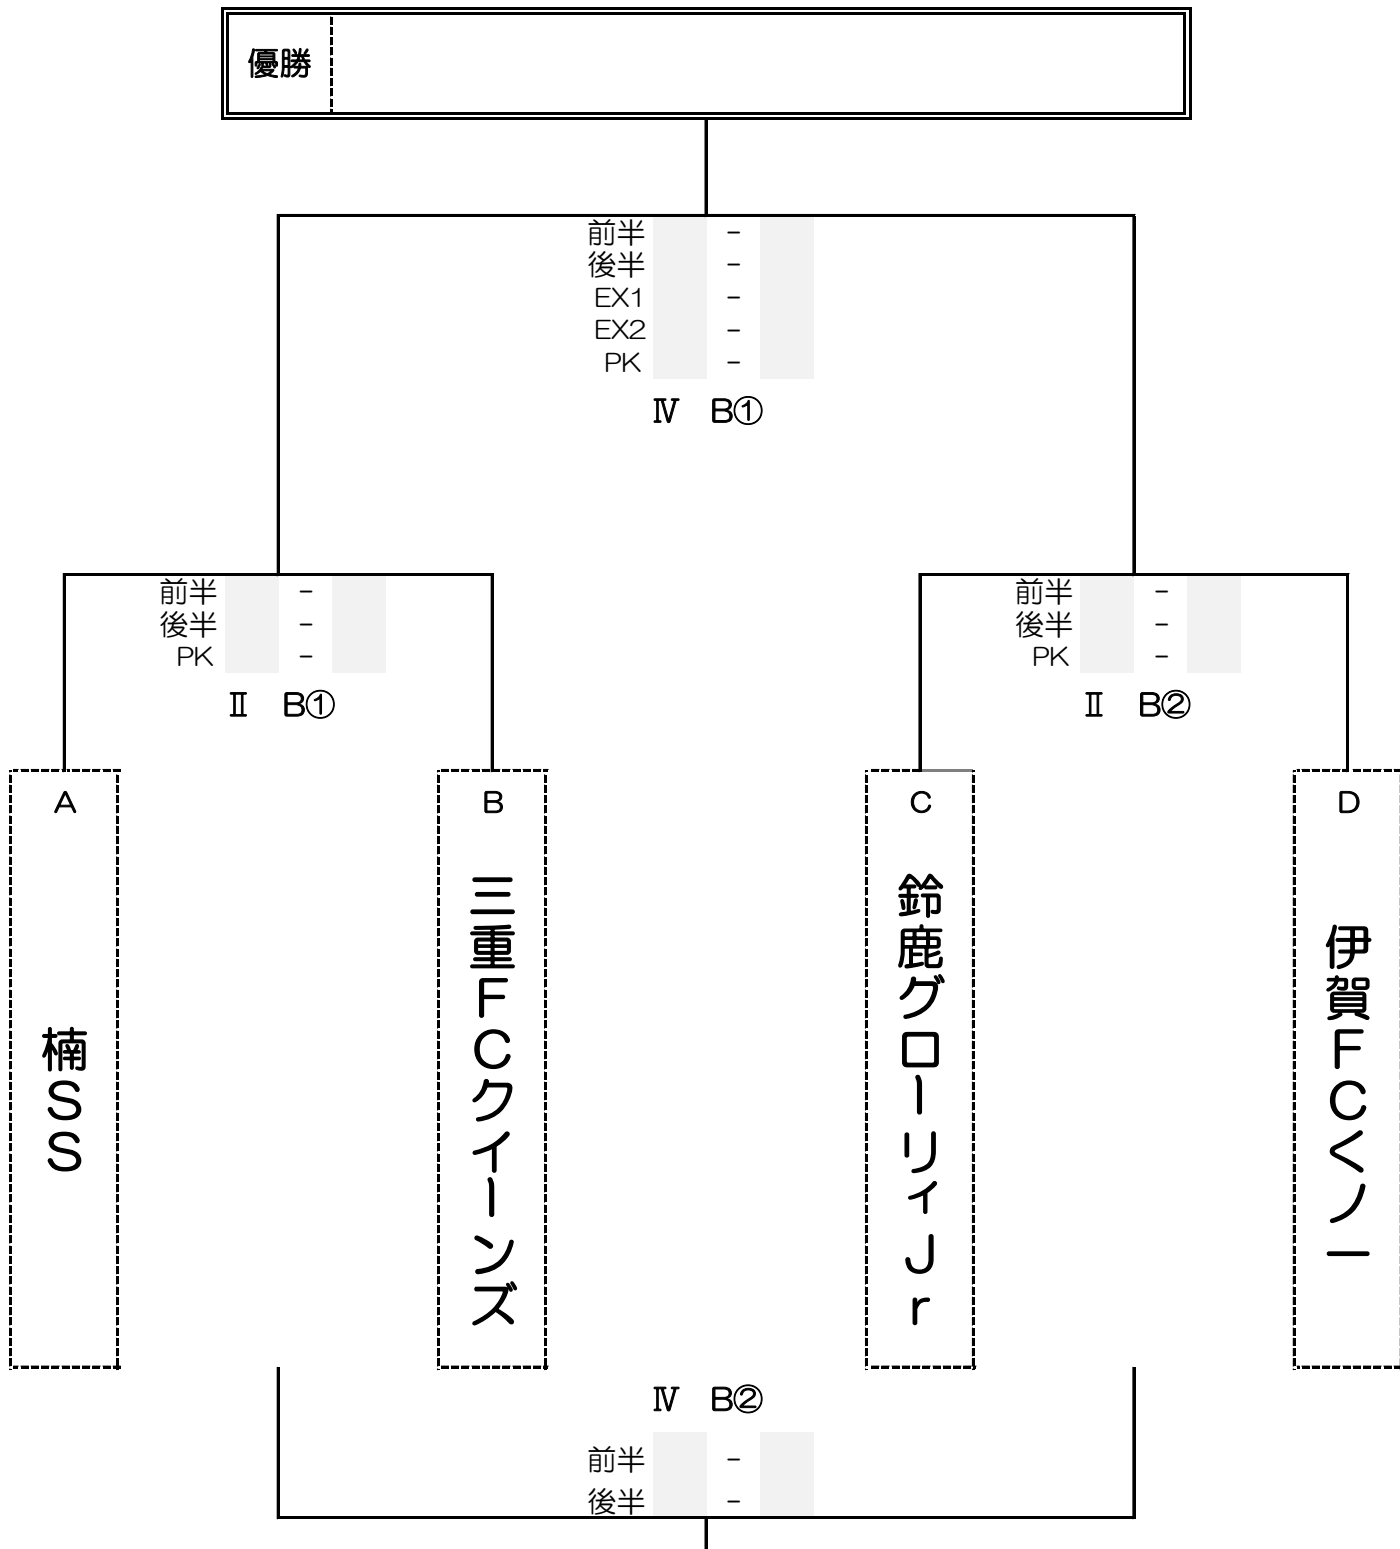 優勝
前半 -
後半 -
EX1 -
EX2 -
PK -
Ⅳ B①
前半 -
後半 -
PK -
Ⅱ B①
前半 -
後半 -
PK -
Ⅱ B②
A
楠SS
B
三重FCクイーンズ
C
鈴鹿グローリィJr
D
伊賀FCくノ一
Ⅳ B②
前半 -
後半 -